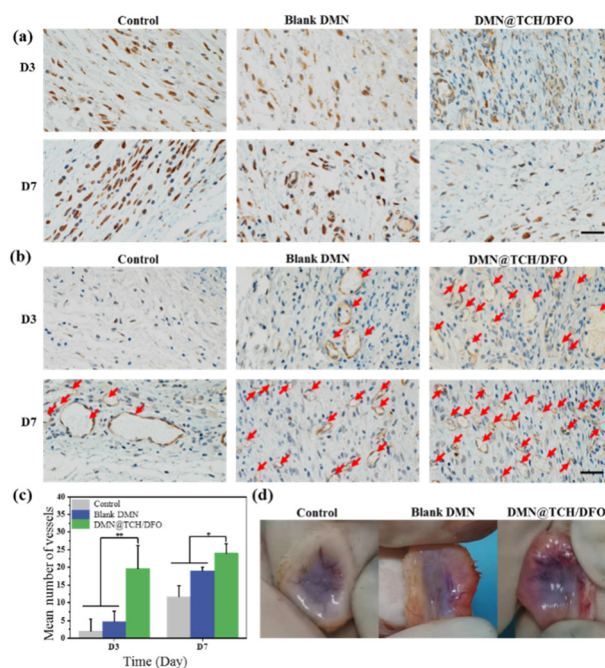 Control Blank DMN DMN@TCH/DFO
(a)
D3
D7
Control Blank DMN DMN@TCH/DFO
(b)
D3
D7
(c)
Mean number of vessels
40
35
30
25
20
15
10
5
0
Control
Blank DMN
DMN@TCH/DFO
** *
D3 D7
Time (Day)
(d)
Control Blank DMN DMN@TCH/DFO